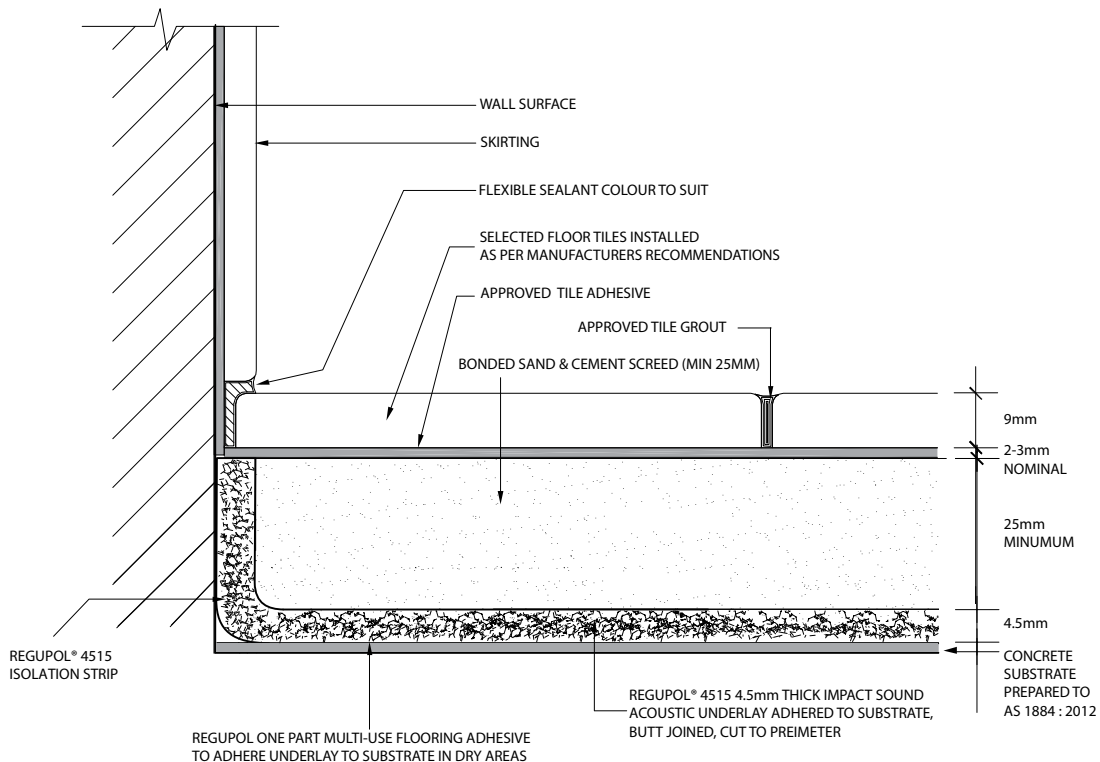 WALL SURFACE
SKIRTING
FLEXIBLE SEALANT COLOUR TO SUIT
SELECTED FLOOR TILES INSTALLED
AS PER MANUFACTURERS RECOMMENDATIONS
APPROVED TILE ADHESIVE
APPROVED TILE GROUT
BONDED SAND & CEMENT SCREED (MIN 25MM)
9mm
2-3mm
NOMINAL
25mm
MINUMUM
4.5mm
CONCRETE
SUBSTRATE
PREPARED TO
AS 1884 : 2012
REGUPOL® 4515
ISOLATION STRIP
REGUPOL® 4515 4.5mm THICK IMPACT SOUND
ACOUSTIC UNDERLAY ADHERED TO SUBSTRATE,
BUTT JOINED, CUT TO PREIMETER
REGUPOL ONE PART MULTI-USE FLOORING ADHESIVE
TO ADHERE UNDERLAY TO SUBSTRATE IN DRY AREAS